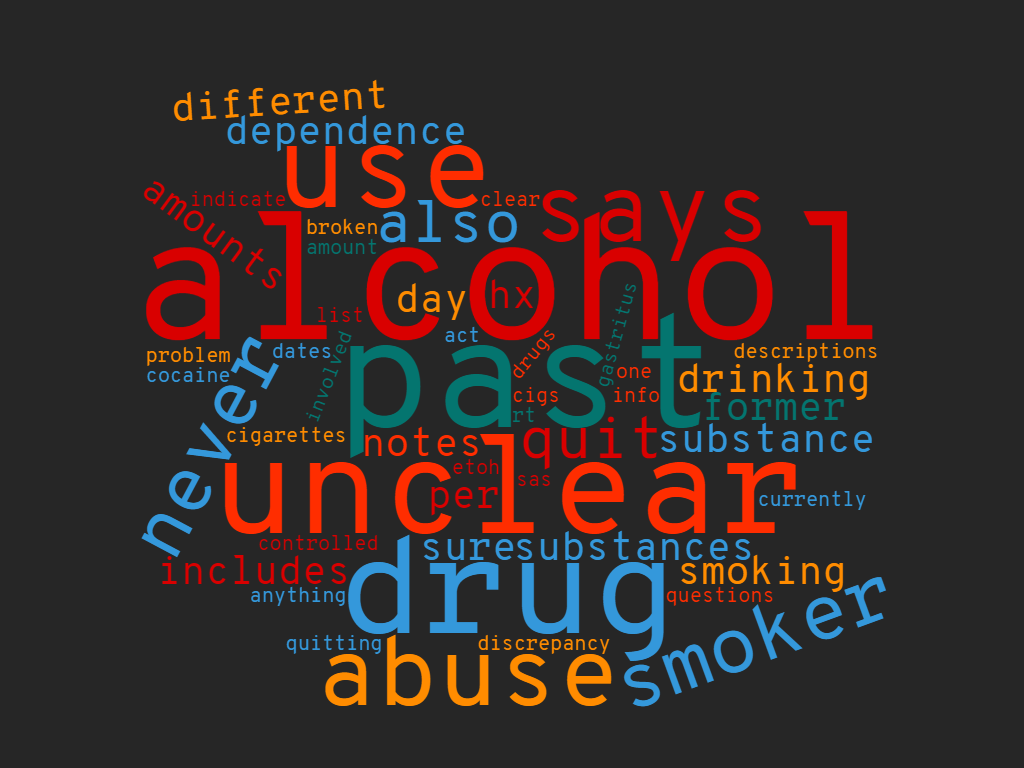 different
dependence
use
amounts
indicate
clear
says
broken
also
amount
alcohol
day
hx
list
gastritus
act
drugs
problem
dates
involved
past
descriptions
cocaine
one
drinking
never
cigs
info
former
rt
cigarettes
notes
quit
substance
etoh
unclear
sas
per
currently
controlled
sure
substances
includes
drug
smoking
anything
questions
smoker
quitting
discrepancy
abuse